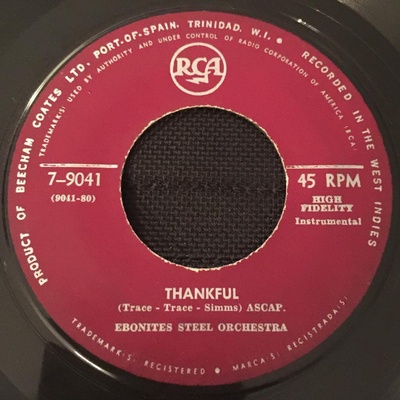 PRODUCT OF BEECHAM COATES LTD. PORT-OF-SPAIN, TRINIDAD, W.I. • RECORDED IN THE WEST INDIES
TRADEMARK(S) USED BY AUTHORITY AND UNDER CONTROL OF RADIO CORPORATION OF AMERICA (RCA)
RCA
7-9041
(9041-80)
45 RPM
HIGH
FIDELITY
Instrumental
THANKFUL
(Trace - Trace - Simms) ASCAP.
EBONITES STEEL ORCHESTRA
TRADEMARK(S) REGISTERED • MARCA(S) REGISTRADA(S)